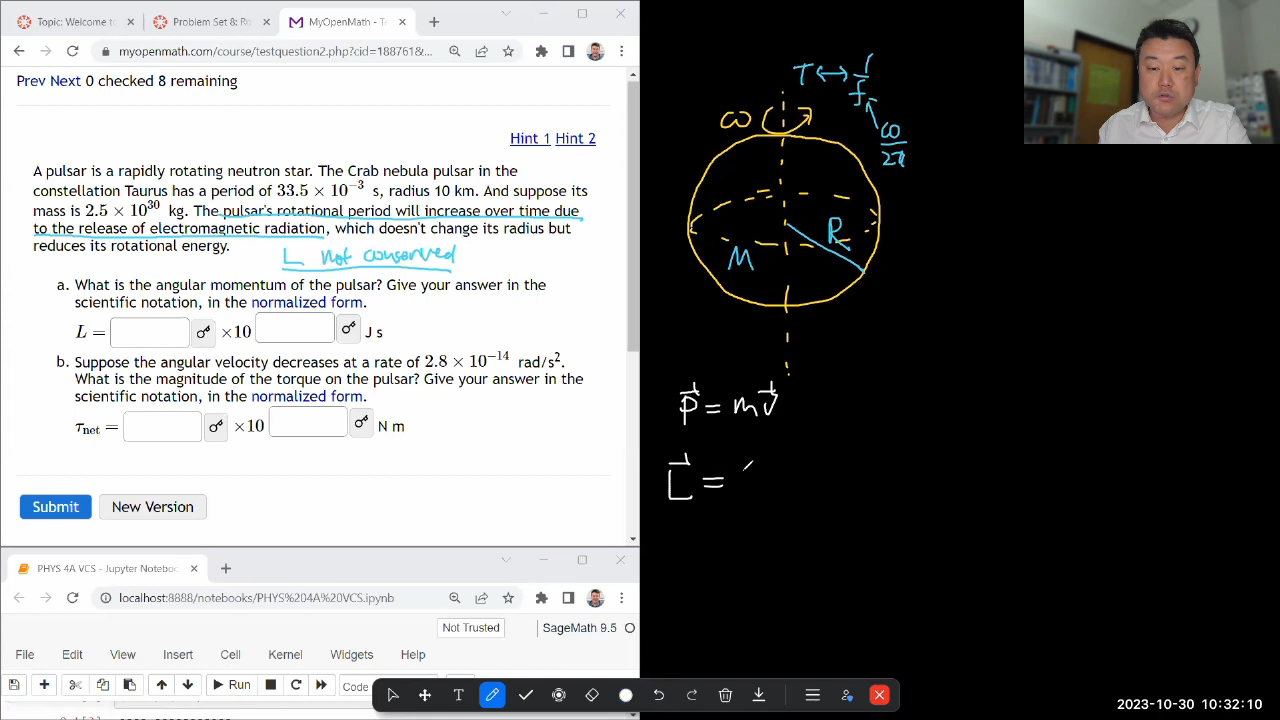 Topic: Welcome t
Problem Set 8: Ro
MyOpenMath - Te
myopenmath.com/course/testquestion2.php?cid=188761&...
Prev Next 0 checked 8 remaining
Hint 1 Hint 2
A pulsar is a rapidly rotating neutron star. The Crab nebula pulsar in the
constellation Taurus has a period of 33.5 × 10⁻³ s, radius 10 km. And suppose its
mass is 2.5 × 10³⁰ kg. The pulsar's rotational period will increase over time due
to the release of electromagnetic radiation, which doesn't change its radius but
reduces its rotational energy.
L not conserved
a. What is the angular momentum of the pulsar? Give your answer in the
scientific notation, in the normalized form.
L = ×10 J s
b. Suppose the angular velocity decreases at a rate of 2.8 × 10⁻¹⁴ rad/s².
What is the magnitude of the torque on the pulsar? Give your answer in the
scientific notation, in the normalized form.
τnet = ×10 N m
Submit New Version
PHYS 4A VCS - Jupyter Noteboo
localhost:8888/notebooks/PHYS%204A%20VCS.ipynb
Not Trusted SageMath 9.5
File Edit View Insert Cell Kernel Widgets Help
Run Code
T ↔ 1/f
ω/2π
ω
R
M
p⃗ = mv⃗
L⃗ =
T
2023-10-30 10:32:10